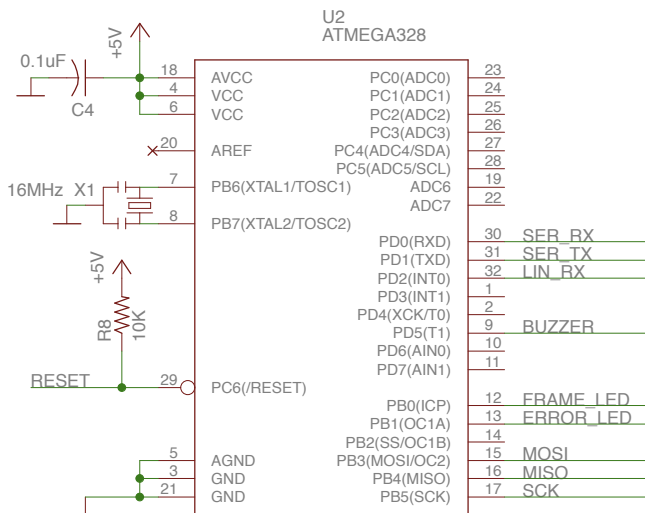 U2
ATMEGA328
+5V
0.1uF
C4
18 AVCC PC0(ADC0) 23
4 VCC PC1(ADC1) 24
6 VCC PC2(ADC2) 25
PC3(ADC3) 26
20 AREF PC4(ADC4/SDA) 27
PC5(ADC5/SCL) 28
16MHz X1 7 PB6(XTAL1/TOSC1) ADC6 19
ADC7 22
8 PB7(XTAL2/TOSC2)
PD0(RXD) 30 SER_RX
PD1(TXD) 31 SER_TX
+5V
PD2(INT0) 32 LIN_RX
PD3(INT1) 1
PD4(XCK/T0) 2
R8
10K
PD5(T1) 9 BUZZER
PD6(AIN0) 10
PD7(AIN1) 11
RESET 29 PC6(/RESET)
PB0(ICP) 12 FRAME_LED
PB1(OC1A) 13 ERROR_LED
PB2(SS/OC1B) 14
5 AGND PB3(MOSI/OC2) 15 MOSI
3 GND PB4(MISO) 16 MISO
21 GND PB5(SCK) 17 SCK